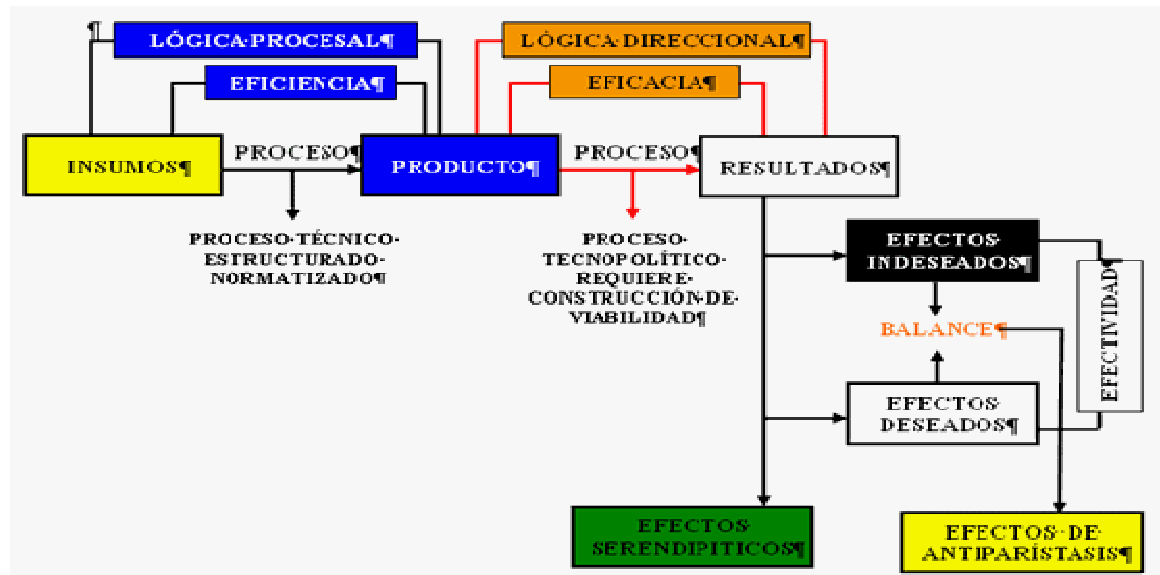 ¶
LÓGICA·PROCESAL¶
LÓGICA·DIRECCIONAL¶
EFICIENCIA¶
EFICACIA¶
INSUMOS¶
PROCESO¶
PRODUCTO¶
PROCESO¶
RESULTADOS¶
PROCESO·TÉCNICO·
ESTRUCTURADO·
NORMATIZADO¶
PROCESO·
TECNOPOLÍTICO·
REQUIERE·
CONSTRUCCIÓN·DE·
VIABILIDAD¶
EFECTOS·
INDESEADOS¶
BALANCE¶
EFECTIVIDAD¶
EFECTOS·
DESEADOS¶
EFECTOS·
SERENDIPITICOS¶
EFECTOS··DE·
ANTIPARÍSTASIS¶